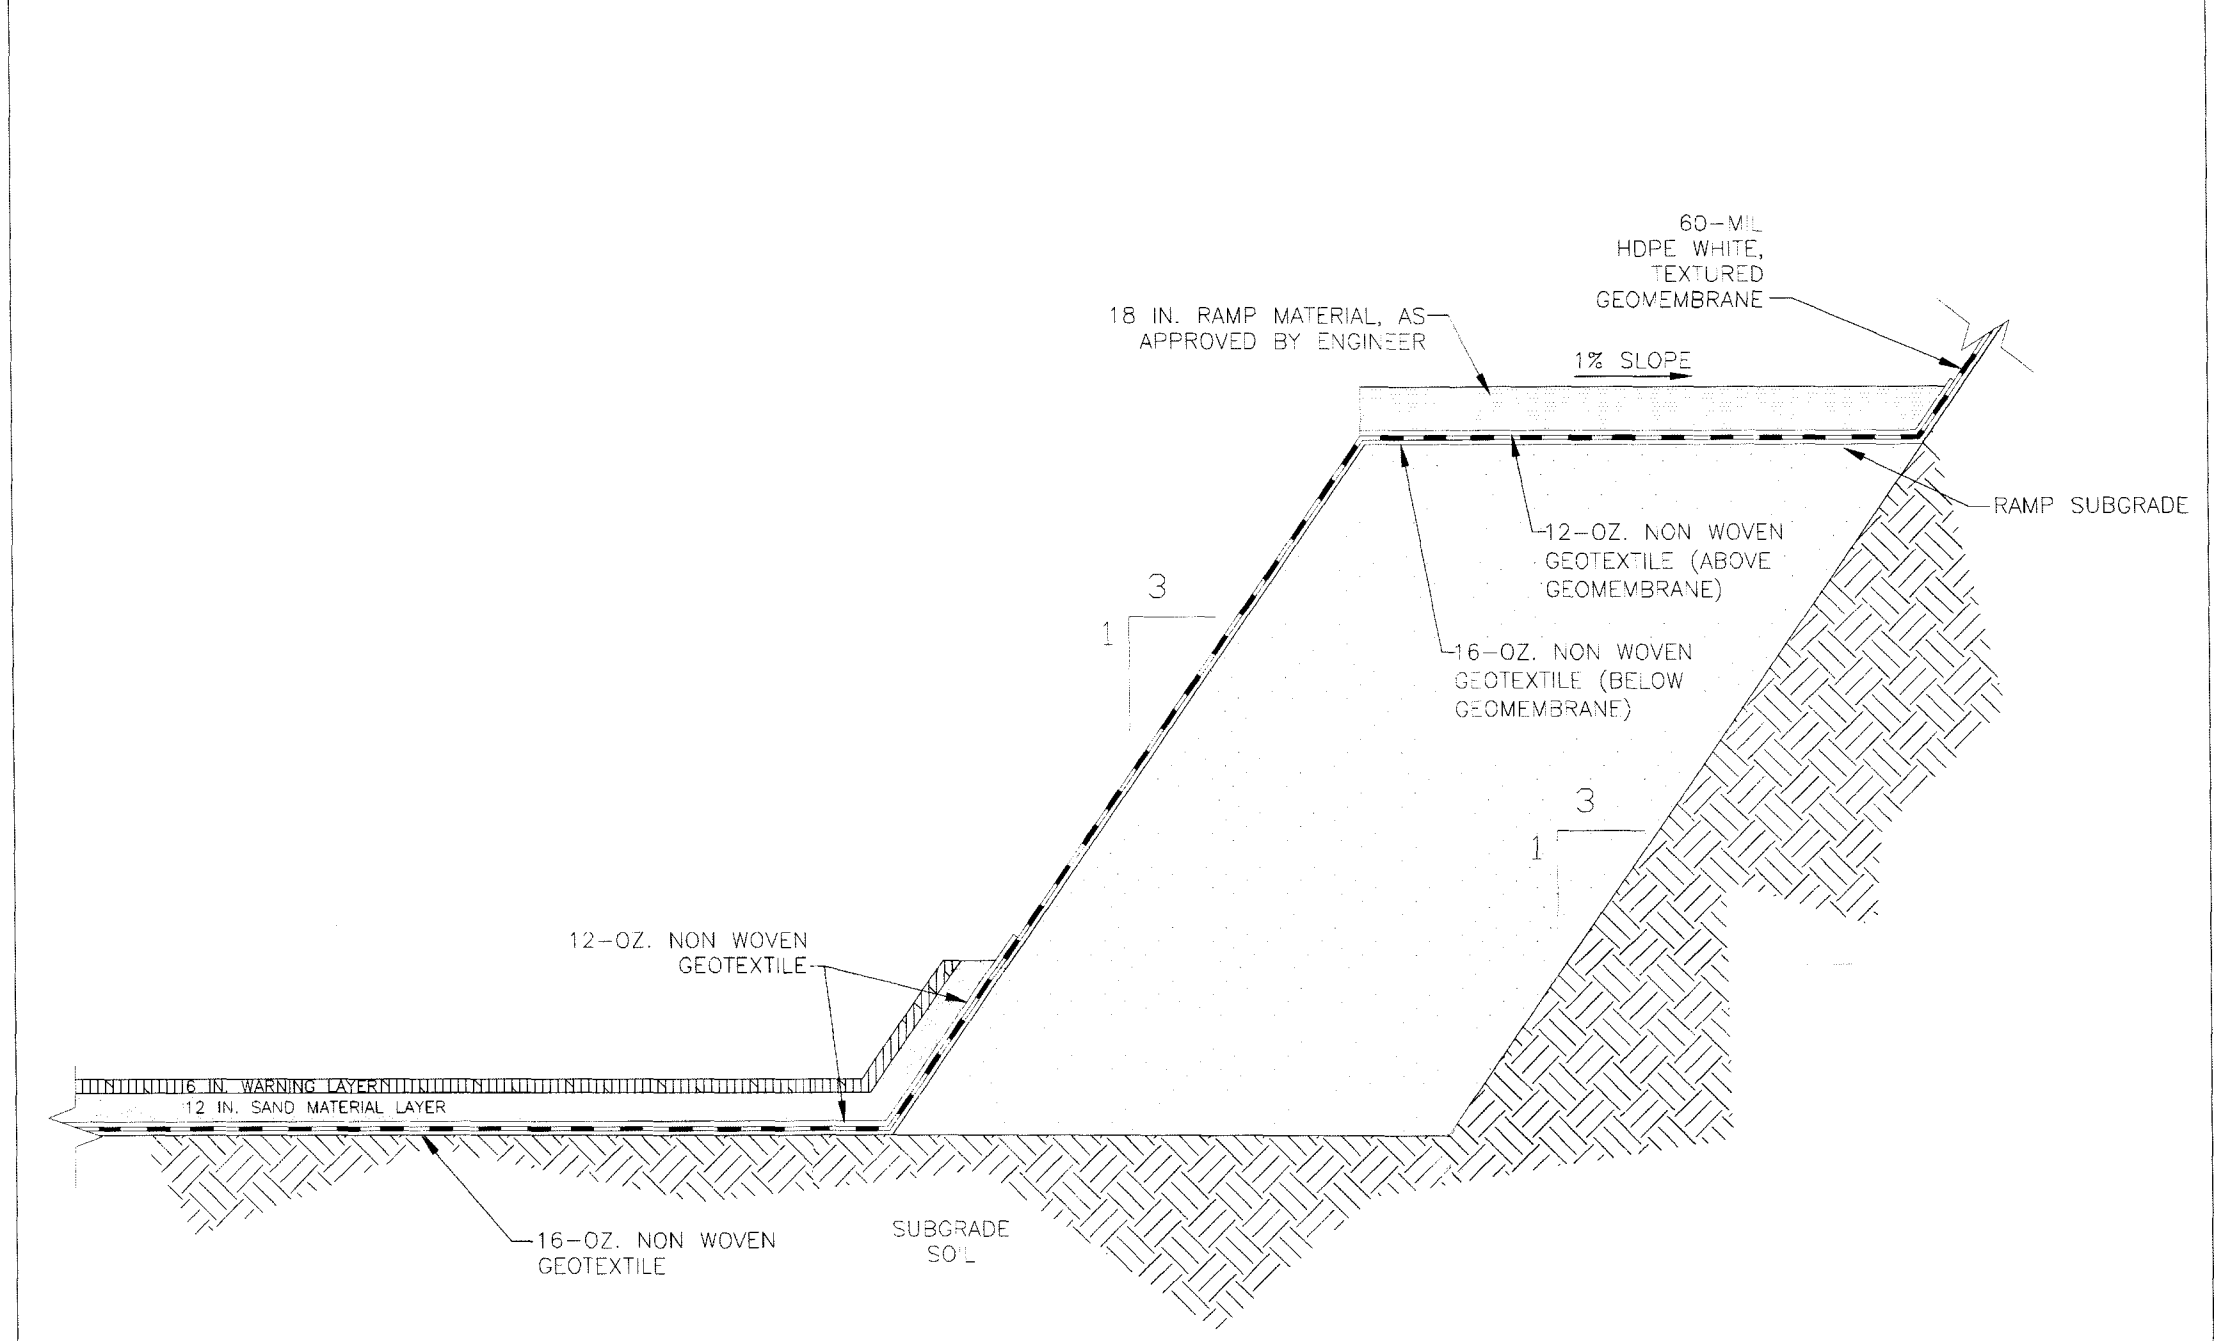 60-MIL
HDPE WHITE,
TEXTURED
GEOMEMBRANE
18 IN. RAMP MATERIAL, AS
APPROVED BY ENGINEER
1% SLOPE
RAMP SUBGRADE
12-OZ. NON WOVEN
GEOTEXTILE (ABOVE
GEOMEMBRANE)
3
1
16-OZ. NON WOVEN
GEOTEXTILE (BELOW
GEOMEMBRANE)
3
1
12-OZ. NON WOVEN
GEOTEXTILE
6 IN. WARNING LAYER
12 IN. SAND MATERIAL LAYER
16-OZ. NON WOVEN
GEOTEXTILE
SUBGRADE
SOIL